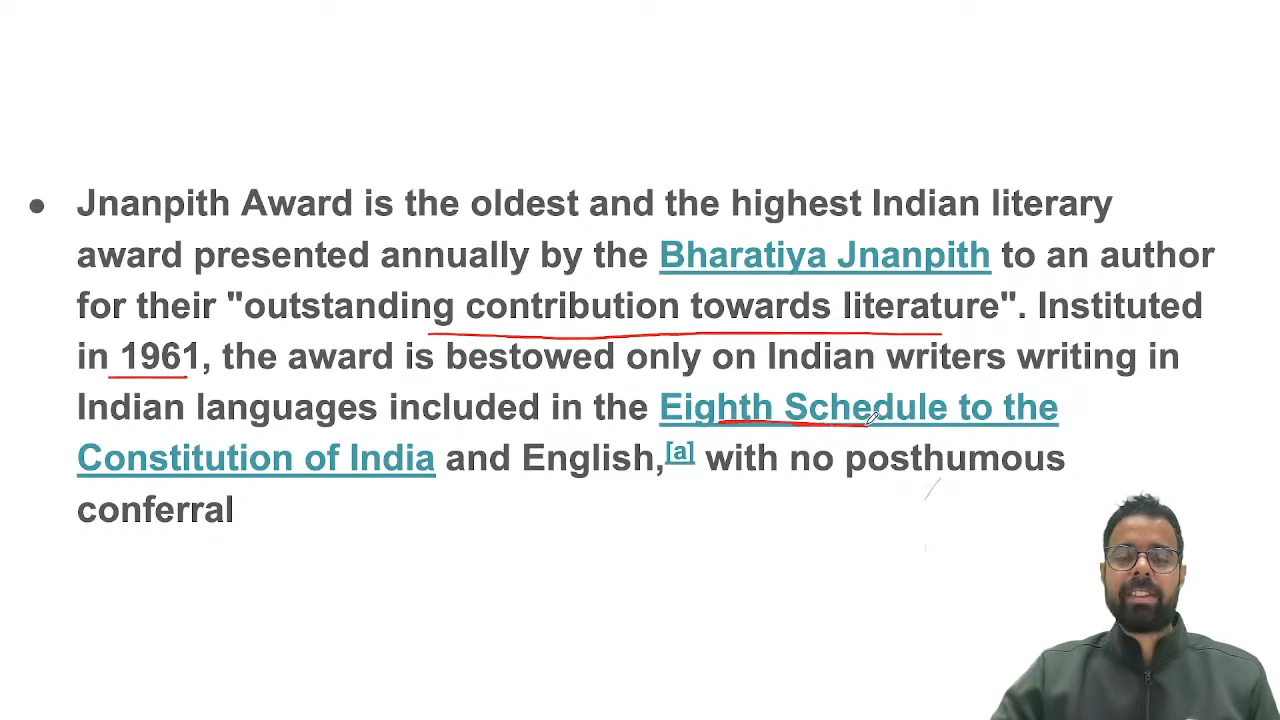 ● Jnanpith Award is the oldest and the highest Indian literary
award presented annually by the Bharatiya Jnanpith to an author
for their "outstanding contribution towards literature". Instituted
in 1961, the award is bestowed only on Indian writers writing in
Indian languages included in the Eighth Schedule to the
Constitution of India and English,[a] with no posthumous
conferral